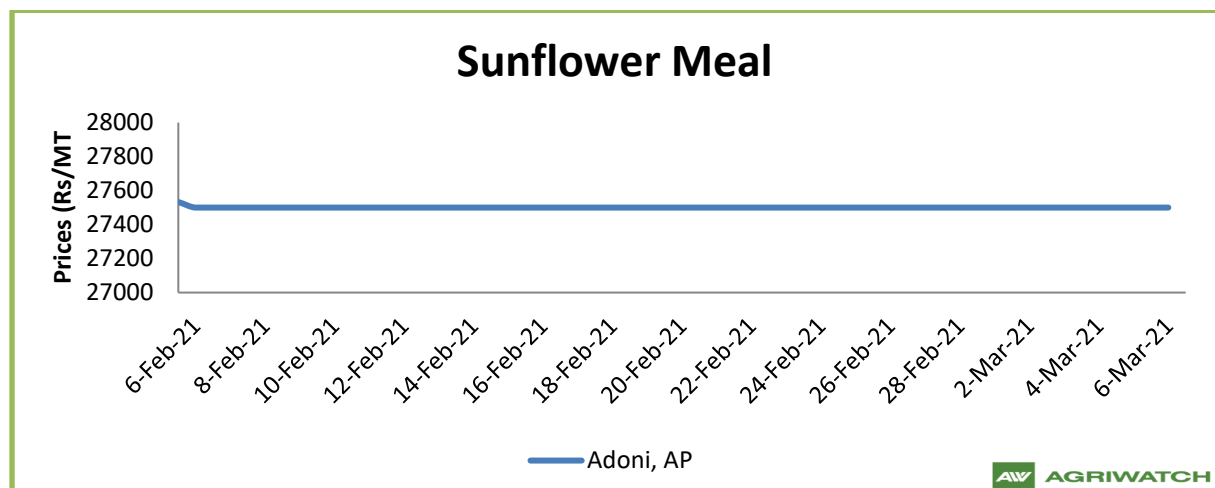 Sunflower Meal
Prices (Rs/MT
28000
27800
27600
27400
27200
27000
6-Feb-21
8-Feb-21
10-Feb-21
12-Feb-21
14-Feb-21
16-Feb-21
18-Feb-21
20-Feb-21
22-Feb-21
24-Feb-21
26-Feb-21
28-Feb-21
2-Mar-21
4-Mar-21
6-Mar-21
Adoni, AP
AW AGRIWATCH